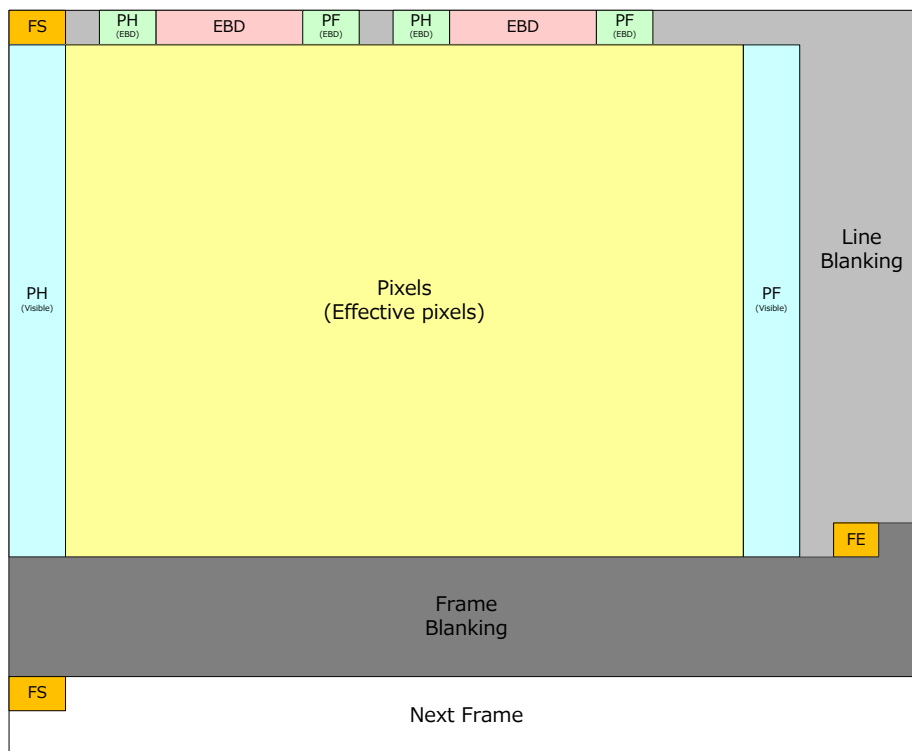 FS
PH
(EBD)
EBD
PF
(EBD)
PH
(EBD)
EBD
PF
(EBD)
PH
(Visible)
Pixels
(Effective pixels)
PF
(Visible)
Line
Blanking
FE
Frame
Blanking
FS
Next Frame